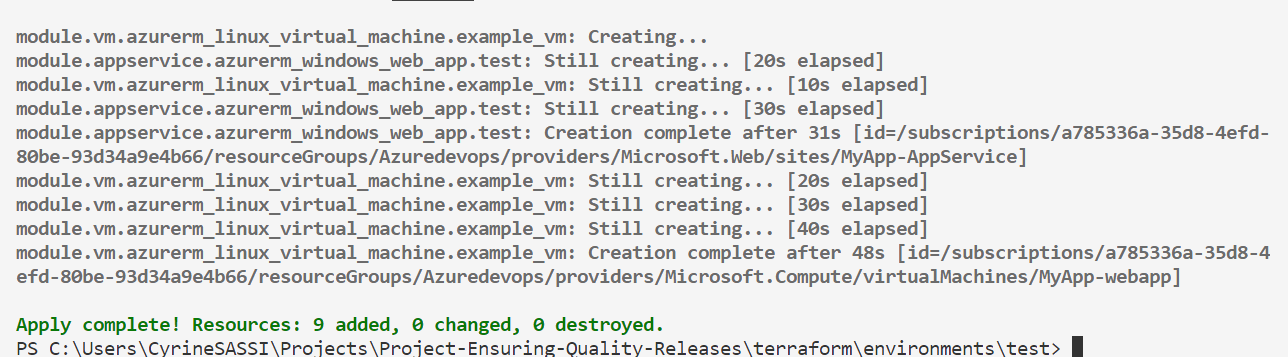 module.vm.azurerm_linux_virtual_machine.example_vm: Creating...
module.appservice.azurerm_windows_web_app.test: Still creating... [20s elapsed]
module.vm.azurerm_linux_virtual_machine.example_vm: Still creating... [10s elapsed]
module.appservice.azurerm_windows_web_app.test: Still creating... [30s elapsed]
module.appservice.azurerm_windows_web_app.test: Creation complete after 31s [id=/subscriptions/a785336a-35d8-4efd-
80be-93d34a9e4b66/resourceGroups/Azuredevops/providers/Microsoft.Web/sites/MyApp-AppService]
module.vm.azurerm_linux_virtual_machine.example_vm: Still creating... [20s elapsed]
module.vm.azurerm_linux_virtual_machine.example_vm: Still creating... [30s elapsed]
module.vm.azurerm_linux_virtual_machine.example_vm: Still creating... [40s elapsed]
module.vm.azurerm_linux_virtual_machine.example_vm: Creation complete after 48s [id=/subscriptions/a785336a-35d8-4
efd-80be-93d34a9e4b66/resourceGroups/Azuredevops/providers/Microsoft.Compute/virtualMachines/MyApp-webapp]
Apply complete! Resources: 9 added, 0 changed, 0 destroyed.
PS C:\Users\CyrineSASSI\Projects\Project-Ensuring-Quality-Releases\terraform\environments\test>